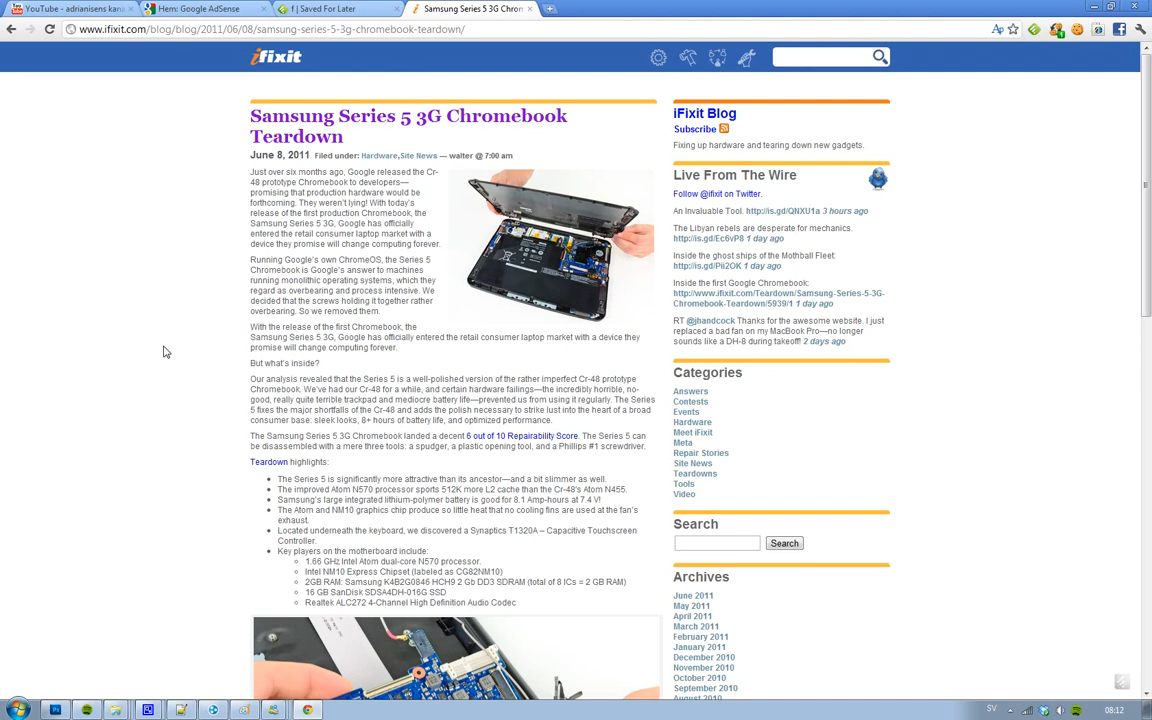 YouTube - adrianisens kana
Hem: Google AdSense
f | Saved For Later
Samsung Series 5 3G Chrom
www.ifixit.com/blog/blog/2011/06/08/samsung-series-5-3g-chromebook-teardown/
ifixit
Samsung Series 5 3G Chromebook
Teardown
June 8, 2011 Filed under: Hardware,Site News — walter @ 7:00 am
Just over six months ago, Google released the Cr-
48 prototype Chromebook to developers—
promising that production hardware would be
forthcoming. They weren't lying! With today's
release of the first production Chromebook, the
Samsung Series 5 3G, Google has officially
entered the retail consumer laptop market with a
device they promise will change computing forever.
Running Google's own ChromeOS, the Series 5
Chromebook is Google's answer to machines
running monolithic operating systems, which they
regard as overbearing and process intensive. We
decided that the screws holding it together rather
overbearing. So we removed them.
With the release of the first Chromebook, the
Samsung Series 5 3G, Google has officially entered the retail consumer laptop market with a device they
promise will change computing forever.
But what's inside?
Our analysis revealed that the Series 5 is a well-polished version of the rather imperfect Cr-48 prototype
Chromebook. We've had our Cr-48 for a while, and certain hardware failings—the incredibly horrible, no-
good, really quite terrible trackpad and mediocre battery life—prevented us from using it regularly. The Series
5 fixes the major shortfalls of the Cr-48 and adds the polish necessary to strike lust into the heart of a broad
consumer base: sleek looks, 8+ hours of battery life, and optimized performance.
The Samsung Series 5 3G Chromebook landed a decent 6 out of 10 Repairability Score. The Series 5 can
be disassembled with a mere three tools: a spudger, a plastic opening tool, and a Phillips #1 screwdriver.
Teardown highlights:
The Series 5 is significantly more attractive than its ancestor—and a bit slimmer as well.
The improved Atom N570 processor sports 512K more L2 cache than the Cr-48's Atom N455.
Samsung's large integrated lithium-polymer battery is good for 8.1 Amp-hours at 7.4 V!
The Atom and NM10 graphics chip produce so little heat that no cooling fins are used at the fan's
exhaust.
Located underneath the keyboard, we discovered a Synaptics T1320A – Capacitive Touchscreen
Controller.
Key players on the motherboard include:
1.66 GHz Intel Atom dual-core N570 processor.
Intel NM10 Express Chipset (labeled as CG82NM10)
2GB RAM: Samsung K4B2G0846 HCH9 2 Gb DD3 SDRAM (total of 8 ICs = 2 GB RAM)
16 GB SanDisk SDSA4DH-016G SSD
Realtek ALC272 4-Channel High Definition Audio Codec
iFixit Blog
Subscribe
Fixing up hardware and tearing down new gadgets.
Live From The Wire
Follow @ifixit on Twitter.
An Invaluable Tool. http://is.gd/QNXU1a 3 hours ago
The Libyan rebels are desperate for mechanics.
http://is.gd/Ec6vP8 1 day ago
Inside the ghost ships of the Mothball Fleet:
http://is.gd/Pii2OK 1 day ago
Inside the first Google Chromebook:
http://www.ifixit.com/Teardown/Samsung-Series-5-3G-
Chromebook-Teardown/5939/1 1 day ago
RT @jhandcock Thanks for the awesome website. I just
replaced a bad fan on my MacBook Pro—no longer
sounds like a DH-8 during takeoff! 2 days ago
Categories
Answers
Contests
Events
Hardware
Meet iFixit
Meta
Repair Stories
Site News
Teardowns
Tools
Video
Search
Search
Archives
June 2011
May 2011
April 2011
March 2011
February 2011
January 2011
December 2010
November 2010
October 2010
September 2010
August 2010
SV
08:12